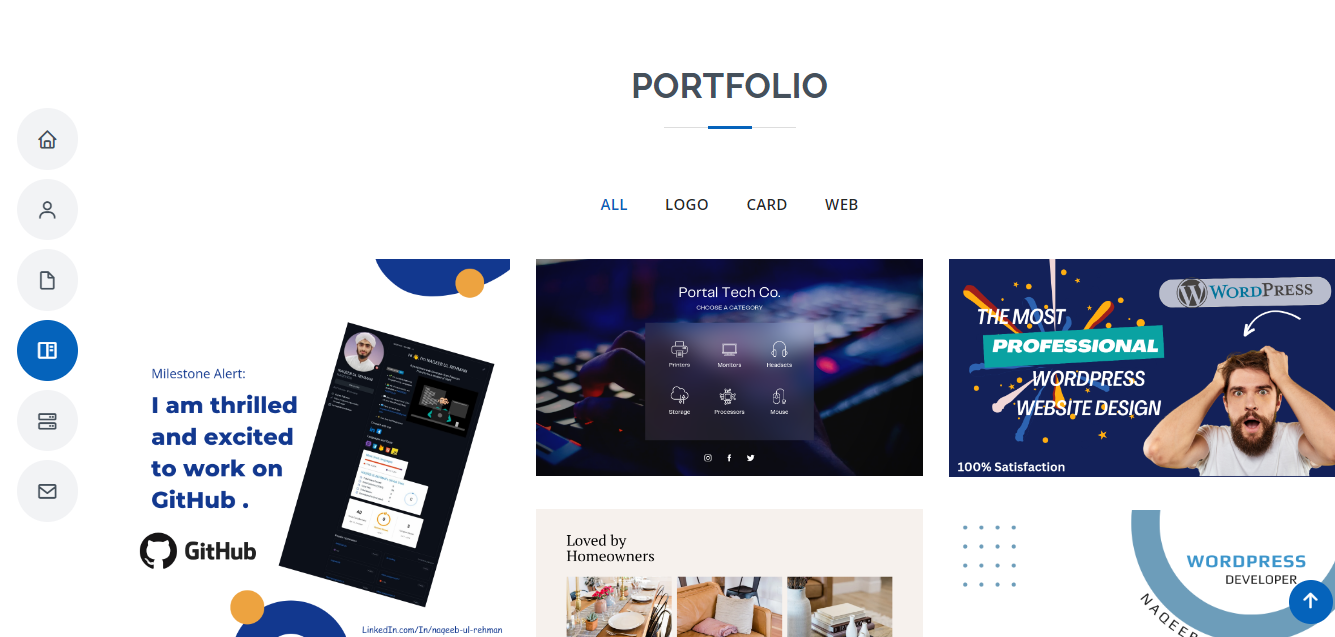 PORTFOLIO
ALL
LOGO
CARD
WEB
Milestone Alert:
I am thrilled
and excited
to work on
GitHub .
GitHub
LinkedIn.com/In/naqeeb-ul-rehman
Portal Tech Co.
CHOOSE A CATEGORY
Printers
Monitors
Headsets
Storage
Processors
Mouse
WORDPRESS
THE MOST
PROFESSIONAL
WORDPRESS
WEBSITE DESIGN
100% Satisfaction
Loved by
Homeowners
WORDPRESS
DEVELOPER
NAQEEB